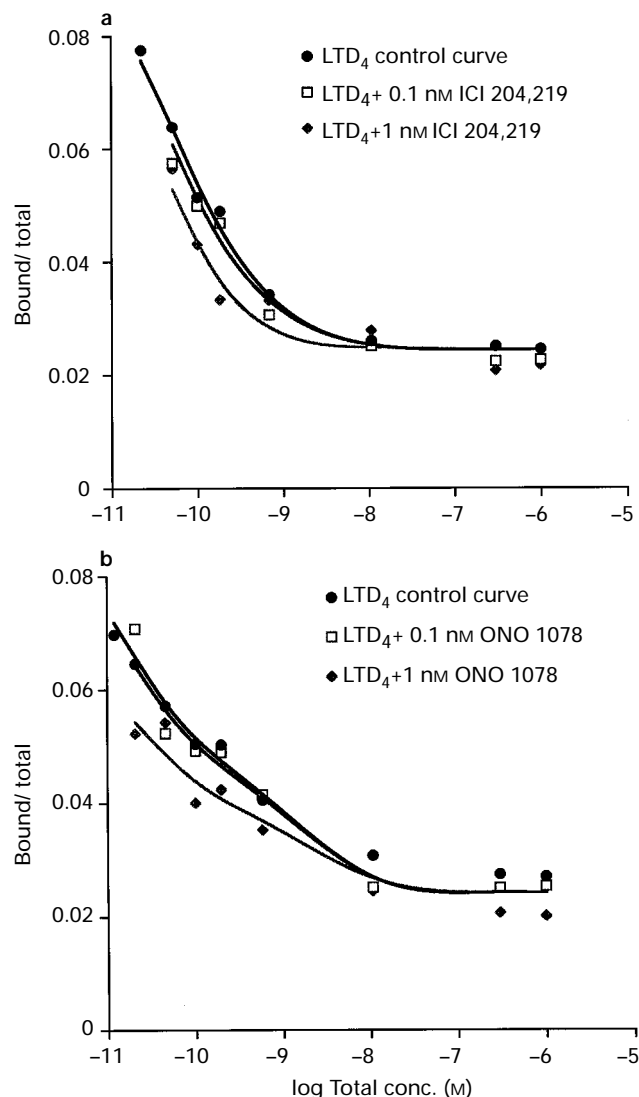 a
0.08
0.06
0.04
0.02
0
Bound/ total
LTD₄ control curve
LTD₄+ 0.1 nM ICI 204,219
LTD₄+1 nM ICI 204,219
–11 –10 –9 –8 –7 –6 –5
b
0.08
0.06
0.04
0.02
0
Bound/ total
LTD₄ control curve
LTD₄+ 0.1 nM ONO 1078
LTD₄+1 nM ONO 1078
–11 –10 –9 –8 –7 –6 –5
log Total conc. (M)